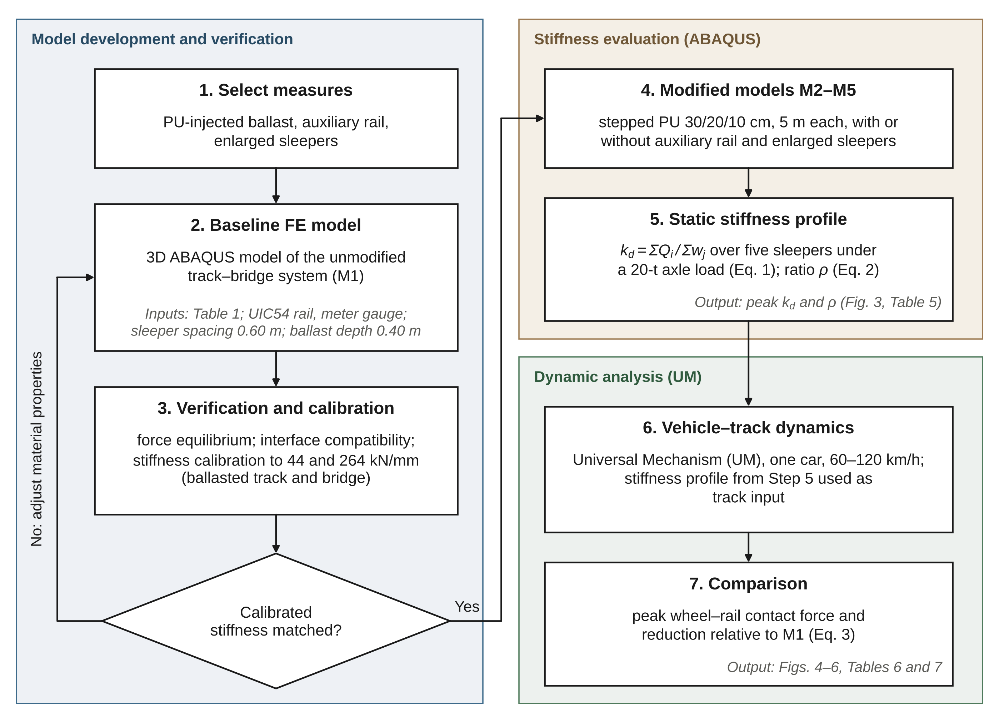 Model development and verification
1. Select measures
PU-injected ballast, auxiliary rail,
enlarged sleepers
2. Baseline FE model
3D ABAQUS model of the unmodified
track–bridge system (M1)
Inputs: Table 1; UIC54 rail, meter gauge;
sleeper spacing 0.60 m; ballast depth 0.40 m
3. Verification and calibration
force equilibrium; interface compatibility;
stiffness calibration to 44 and 264 kN/mm
(ballasted track and bridge)
Calibrated
stiffness matched?
No: adjust material properties
Yes
Stiffness evaluation (ABAQUS)
4. Modified models M2–M5
stepped PU 30/20/10 cm, 5 m each, with or
without auxiliary rail and enlarged sleepers
5. Static stiffness profile
k_d = ΣQ_i / Σw_j over five sleepers under
a 20-t axle load (Eq. 1); ratio ρ (Eq. 2)
Output: peak k_d and ρ (Fig. 3, Table 5)
Dynamic analysis (UM)
6. Vehicle–track dynamics
Universal Mechanism (UM), one car, 60–120 km/h;
stiffness profile from Step 5 used as
track input
7. Comparison
peak wheel–rail contact force and
reduction relative to M1 (Eq. 3)
Output: Figs. 4–6, Tables 6 and 7